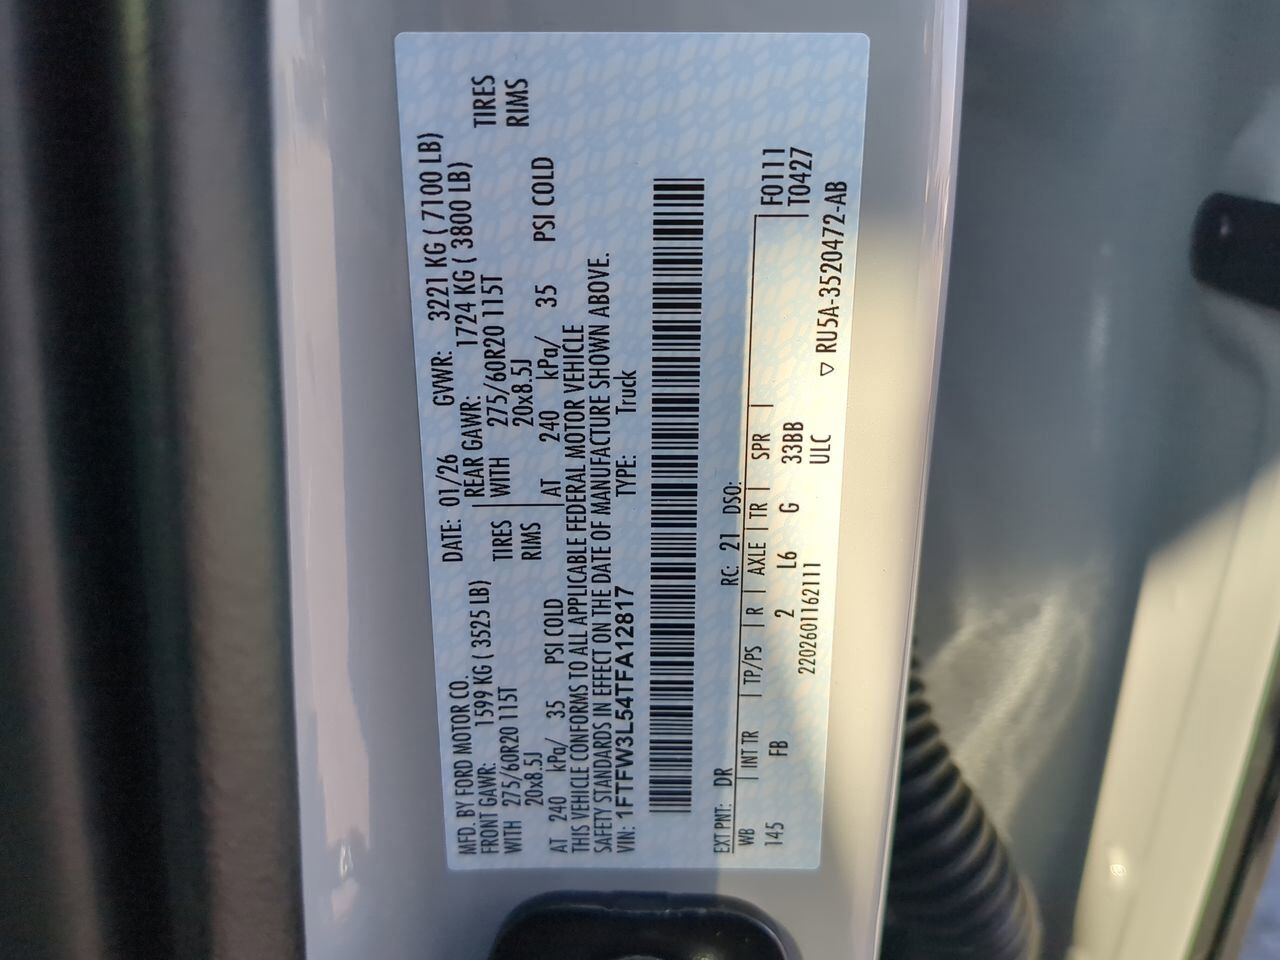 MFD. BY FORD MOTOR CO. DATE: 01/26 GVWR: 3221 KG ( 7100 LB)
FRONT GAWR: 1599 KG ( 3525 LB) REAR GAWR: 1724 KG ( 3800 LB)
WITH 275/60R20 115T TIRES WITH 275/60R20 115T TIRES
20x8.5J RIMS 20x8.5J RIMS
AT 240 kPa/ 35 PSI COLD AT 240 kPa/ 35 PSI COLD
THIS VEHICLE CONFORMS TO ALL APPLICABLE FEDERAL MOTOR VEHICLE
SAFETY STANDARDS IN EFFECT ON THE DATE OF MANUFACTURE SHOWN ABOVE.
VIN: 1FTFW3L54TFA12817 TYPE: Truck
EXT PNT: DR RC: 21 DSO:
WB INT TR TP/PS R AXLE TR SPR F0111
145 FB 2 L6 G 33BB T0427
2202601162111 ULC ▽ RU5A-3520472-AB